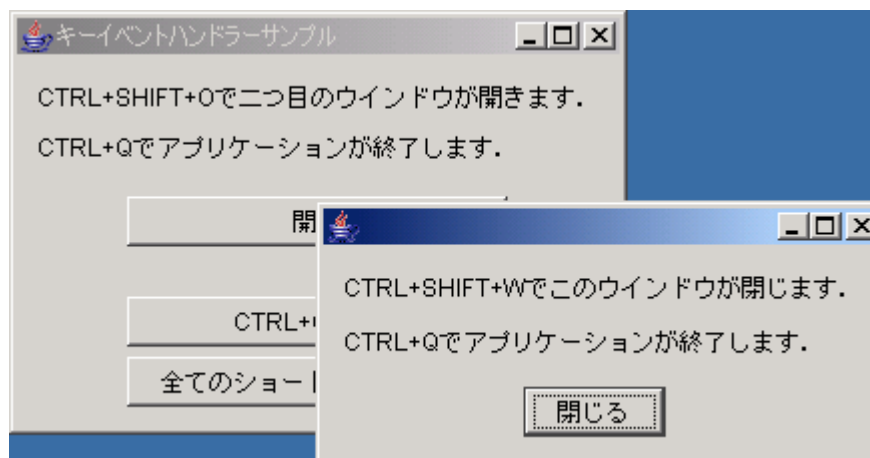 キーイベントハンドラーサンプル
CTRL+SHIFT+Oで二つ目のウインドウが開きます.
CTRL+Qでアプリケーションが終了します.
開
CTRL+
全てのショート
CTRL+SHIFT+Wでこのウインドウが閉じます.
CTRL+Qでアプリケーションが終了します.
閉じる